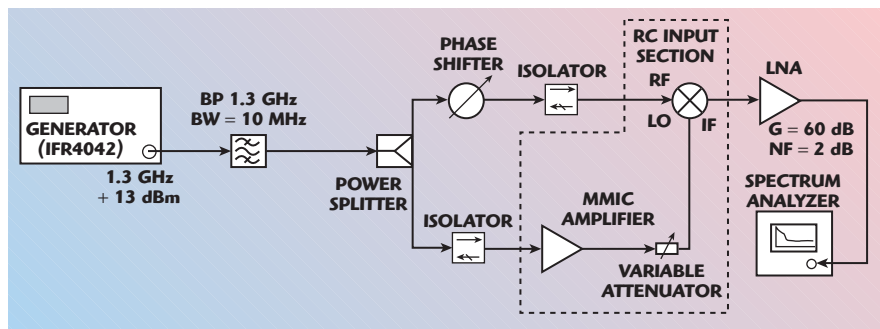 GENERATOR
(IFR4042)
1.3 GHz
+ 13 dBm
BP 1.3 GHz
BW = 10 MHz
POWER
SPLITTER
PHASE
SHIFTER
ISOLATOR
ISOLATOR
RC INPUT
SECTION
RF
LO
IF
MMIC
AMPLIFIER
VARIABLE
ATTENUATOR
LNA
G = 60 dB
NF = 2 dB
SPECTRUM
ANALYZER